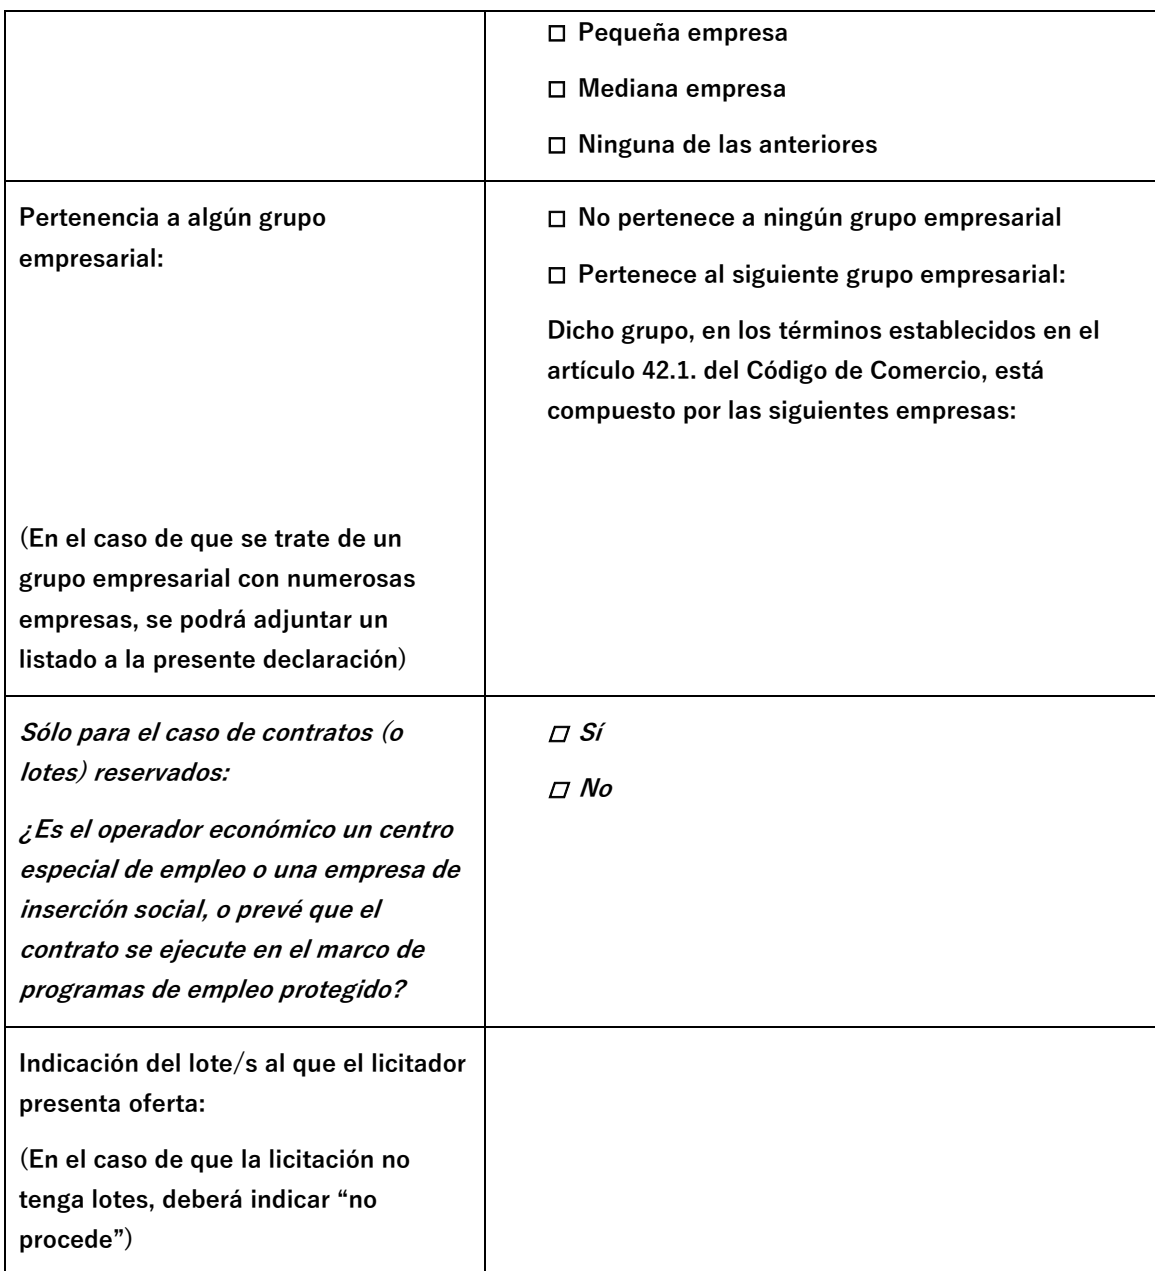 ☐ Pequeña empresa
☐ Mediana empresa
☐ Ninguna de las anteriores
Pertenencia a algún grupo
empresarial:
(En el caso de que se trate de un
grupo empresarial con numerosas
empresas, se podrá adjuntar un
listado a la presente declaración)
☐ No pertenece a ningún grupo empresarial
☐ Pertenece al siguiente grupo empresarial:
Dicho grupo, en los términos establecidos en el
artículo 42.1. del Código de Comercio, está
compuesto por las siguientes empresas:
Sólo para el caso de contratos (o
lotes) reservados:
¿Es el operador económico un centro
especial de empleo o una empresa de
inserción social, o prevé que el
contrato se ejecute en el marco de
programas de empleo protegido?
☐ Sí
☐ No
Indicación del lote/s al que el licitador
presenta oferta:
(En el caso de que la licitación no
tenga lotes, deberá indicar “no
procede”)